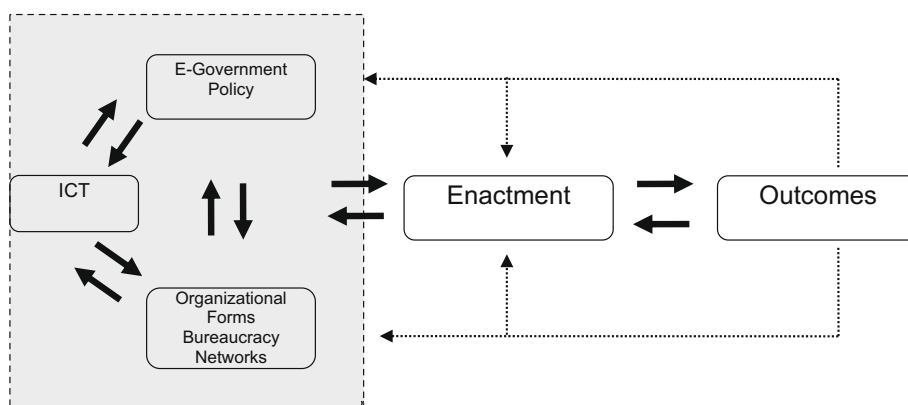 E-Government
Policy
ICT
Enactment
Outcomes
Organizational
Forms
Bureaucracy
Networks